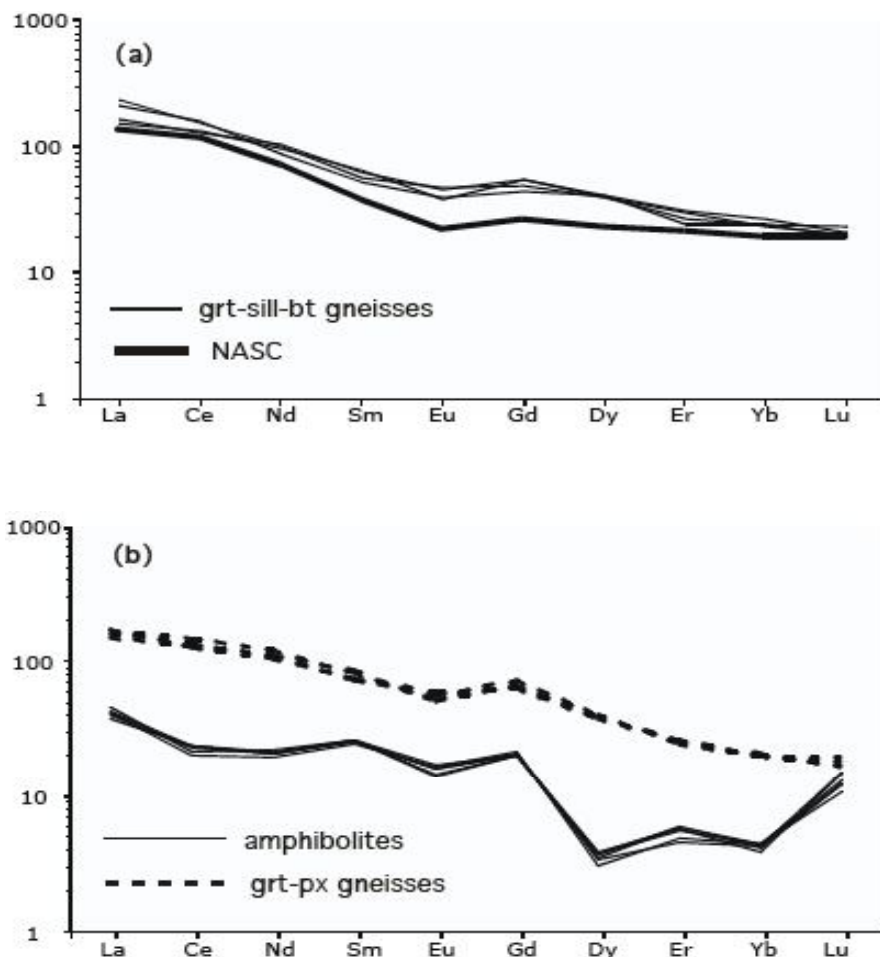 1000
(a)
100
10
grt-sill-bt gneisses
NASC
1
La Ce Nd Sm Eu Gd Dy Er Yb Lu
1000
(b)
100
10
amphibolites
grt-px gneisses
1
La Ce Nd Sm Eu Gd Dy Er Yb Lu